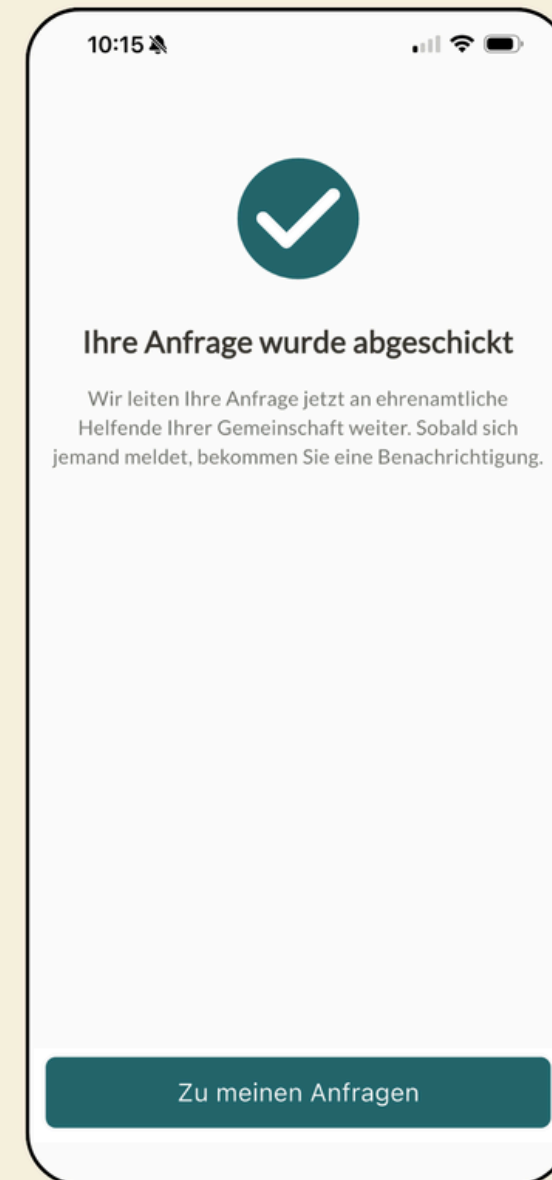 10:15
Ihre Anfrage wurde abgeschickt
Wir leiten Ihre Anfrage jetzt an ehrenamtliche
Helfende Ihrer Gemeinschaft weiter. Sobald sich
jemand meldet, bekommen Sie eine Benachrichtigung.
Zu meinen Anfragen